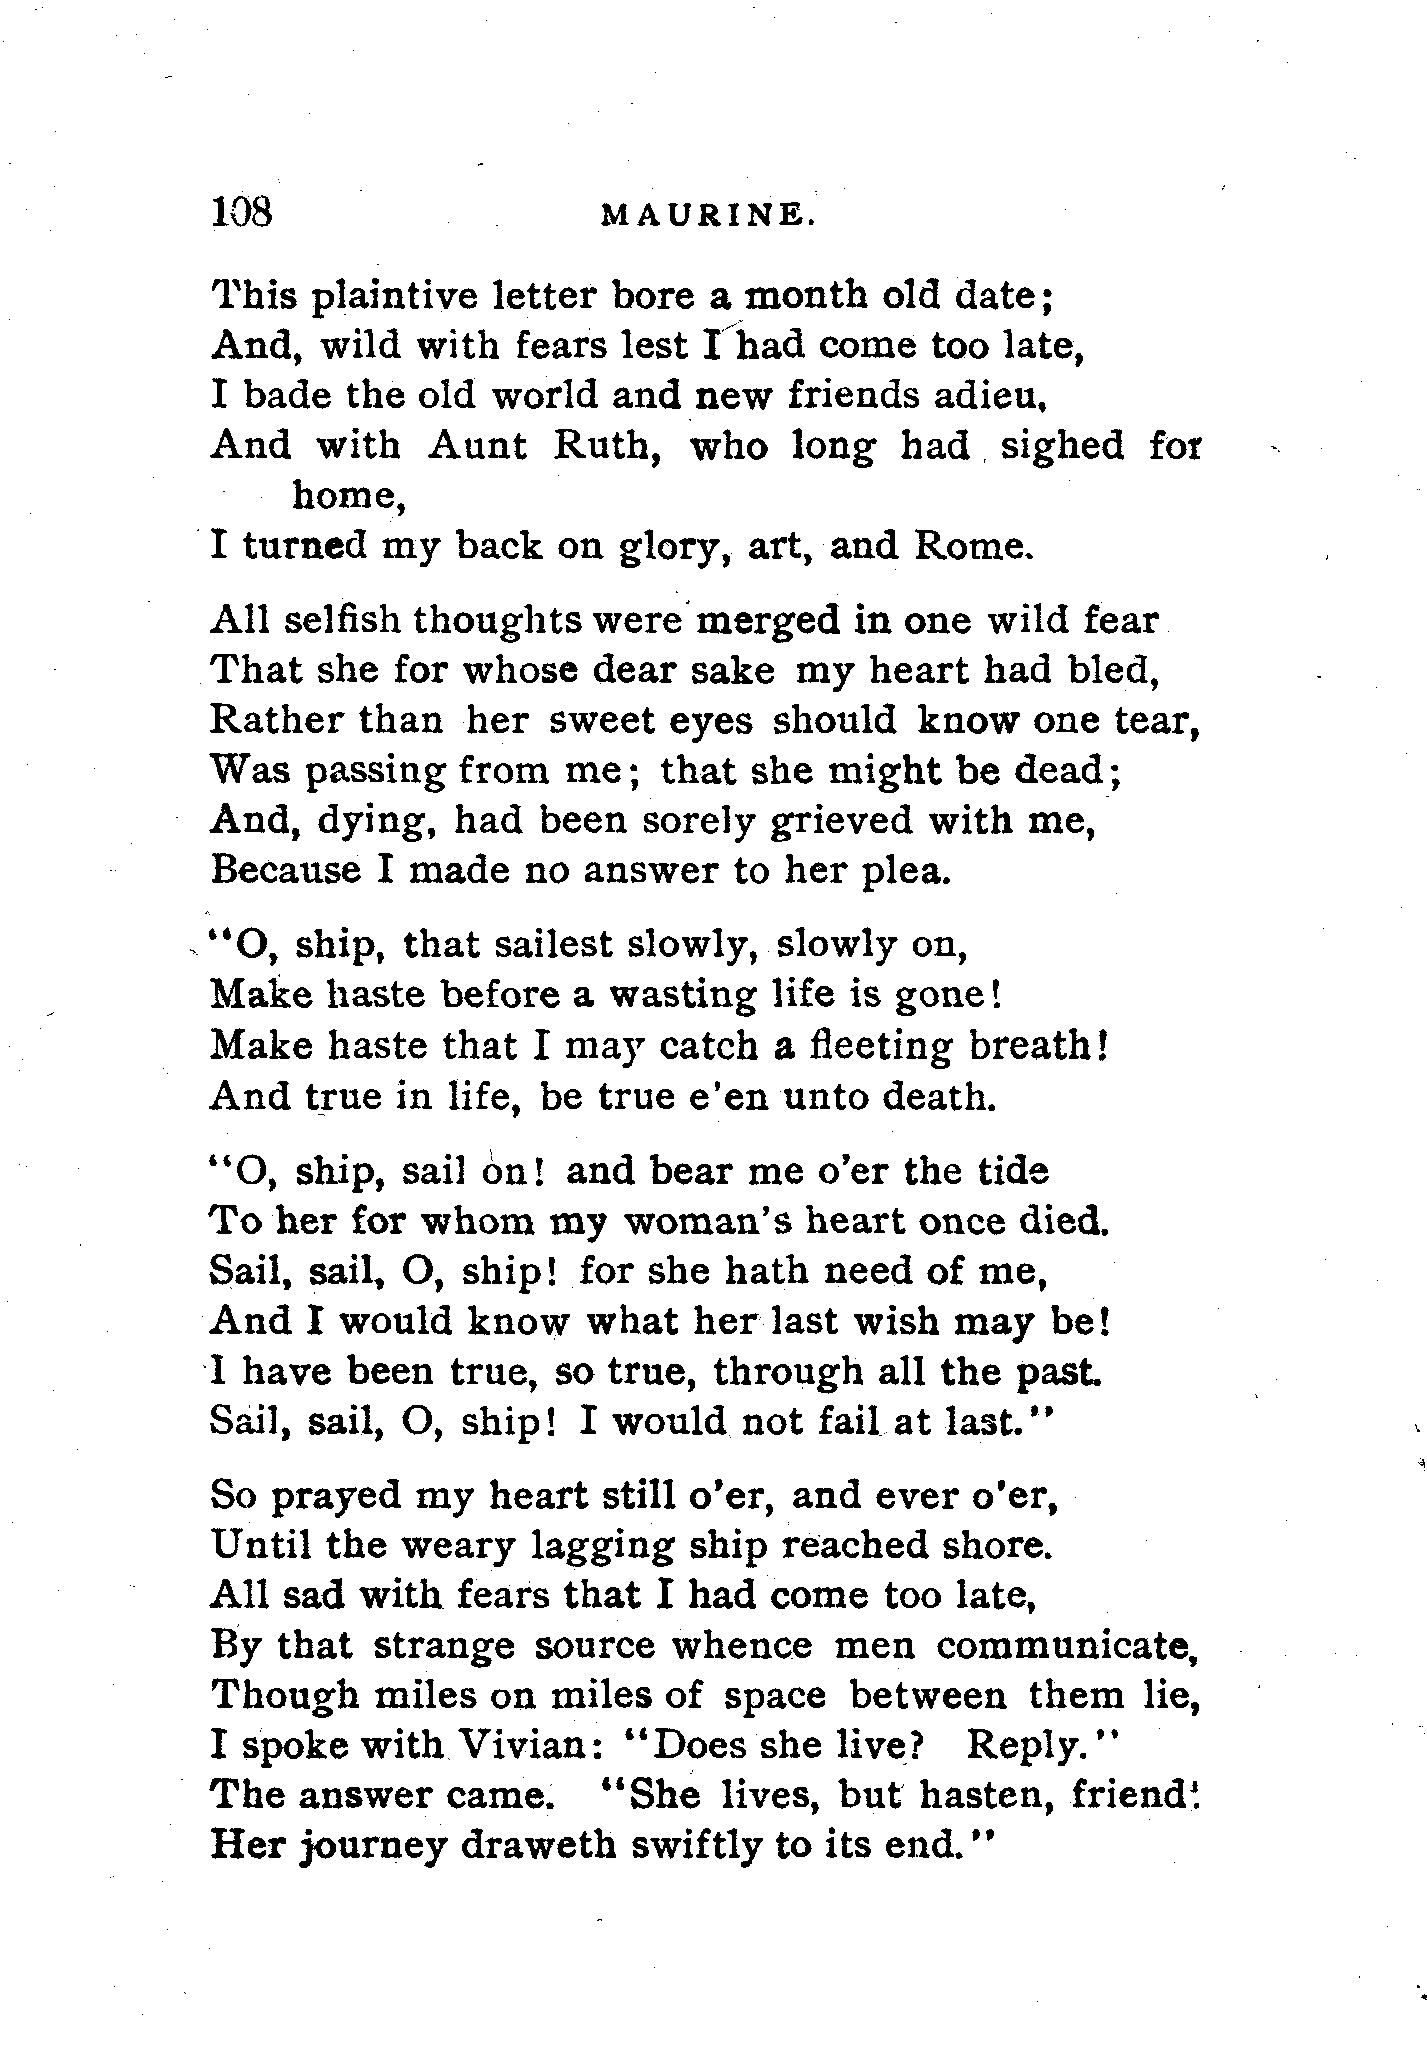 108 MAURINE.
This plaintive letter bore a month old date;
And, wild with fears lest I had come too late,
I bade the old world and new friends adieu,
And with Aunt Ruth, who long had sighed for
home,
I turned my back on glory, art, and Rome.
All selfish thoughts were merged in one wild fear
That she for whose dear sake my heart had bled,
Rather than her sweet eyes should know one tear,
Was passing from me; that she might be dead;
And, dying, had been sorely grieved with me,
Because I made no answer to her plea.
"O, ship, that sailest slowly, slowly on,
Make haste before a wasting life is gone!
Make haste that I may catch a fleeting breath!
And true in life, be true e'en unto death.
"O, ship, sail on! and bear me o'er the tide
To her for whom my woman's heart once died.
Sail, sail, O, ship! for she hath need of me,
And I would know what her last wish may be!
I have been true, so true, through all the past.
Sail, sail, O, ship! I would not fail at last."
So prayed my heart still o'er, and ever o'er,
Until the weary lagging ship reached shore.
All sad with fears that I had come too late,
By that strange source whence men communicate,
Though miles on miles of space between them lie,
I spoke with Vivian: "Does she live? Reply."
The answer came. "She lives, but hasten, friend!
Her journey draweth swiftly to its end."